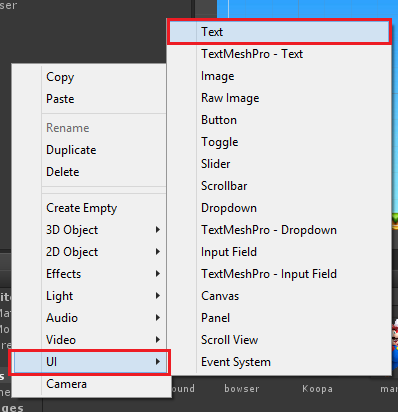 Copy
Paste
Rename
Duplicate
Delete
Create Empty
3D Object
2D Object
Effects
Light
Audio
Video
UI
Camera
Text
TextMeshPro - Text
Image
Raw Image
Button
Toggle
Slider
Scrollbar
Dropdown
TextMeshPro - Dropdown
Input Field
TextMeshPro - Input Field
Canvas
Panel
Scroll View
Event System
bowser
Koopa